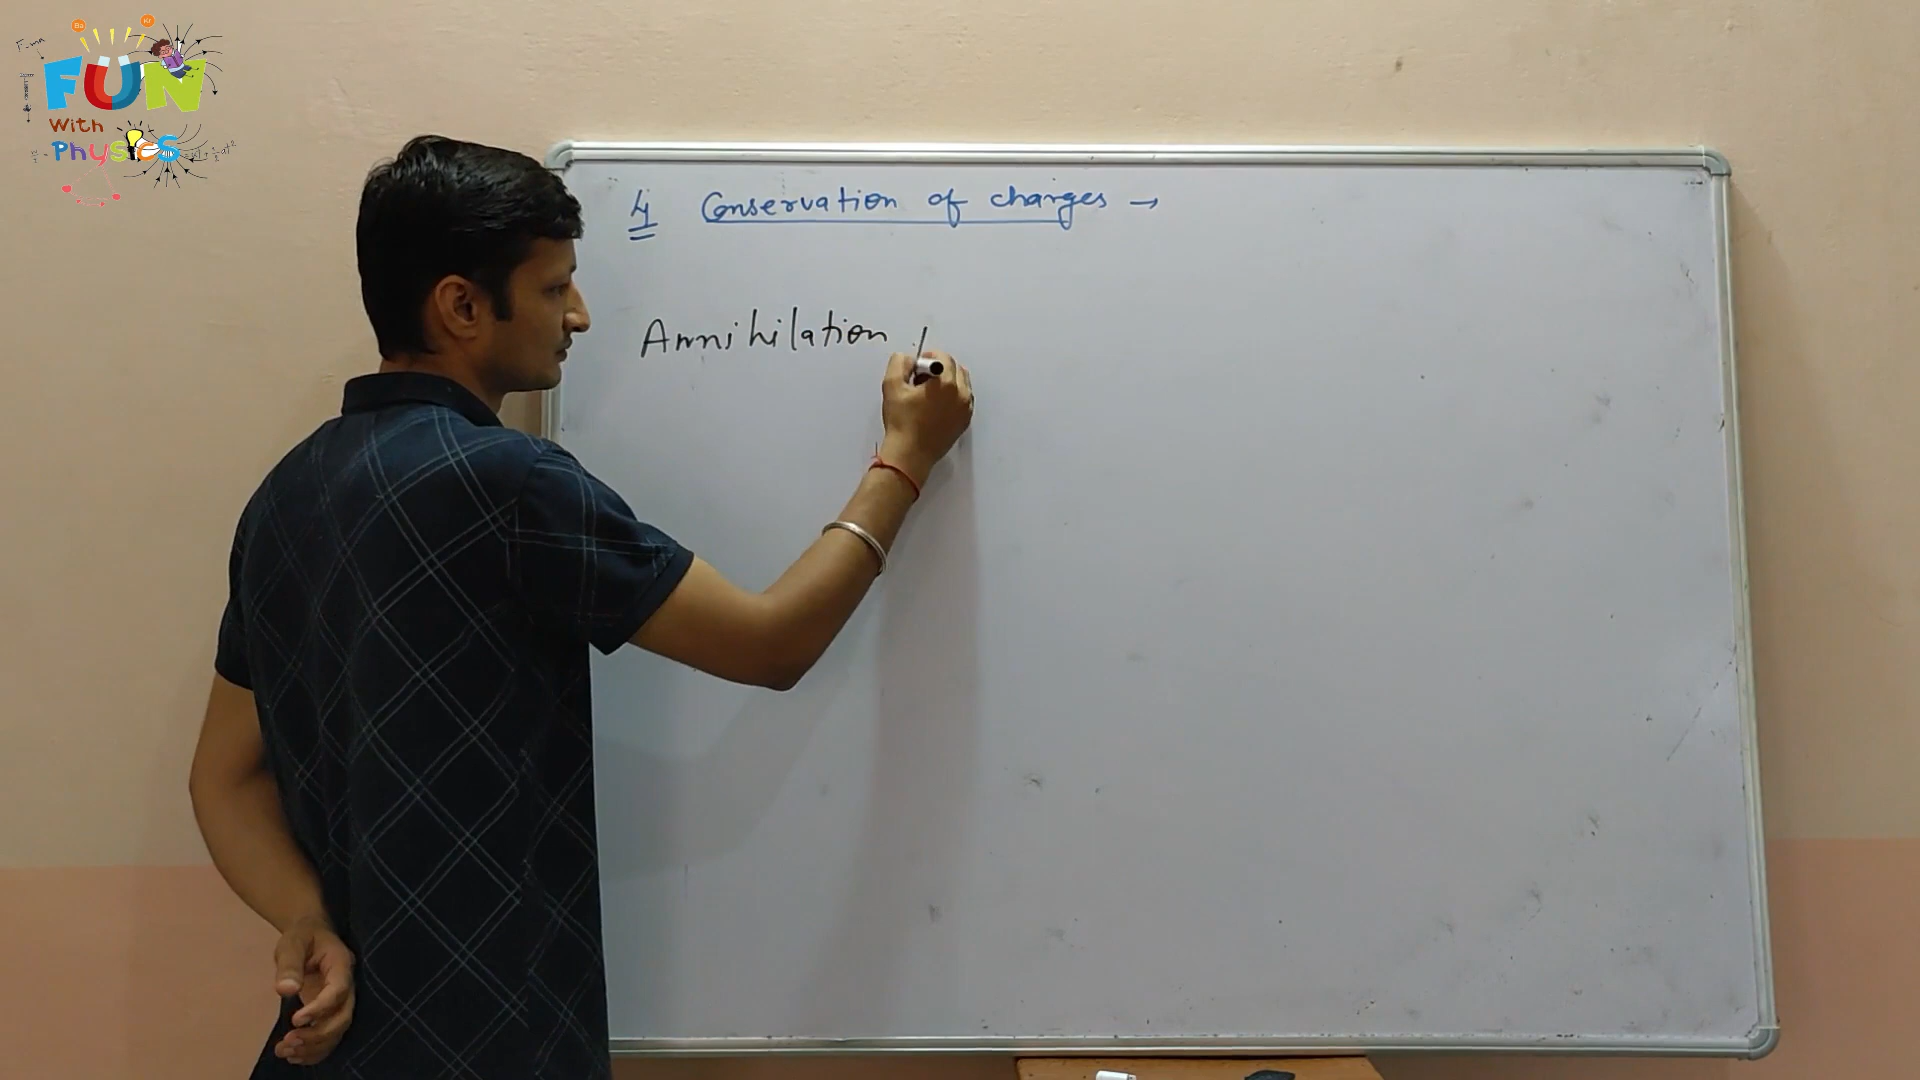 FUN
With
Physics
4 Conservation of charges →
Annihilation